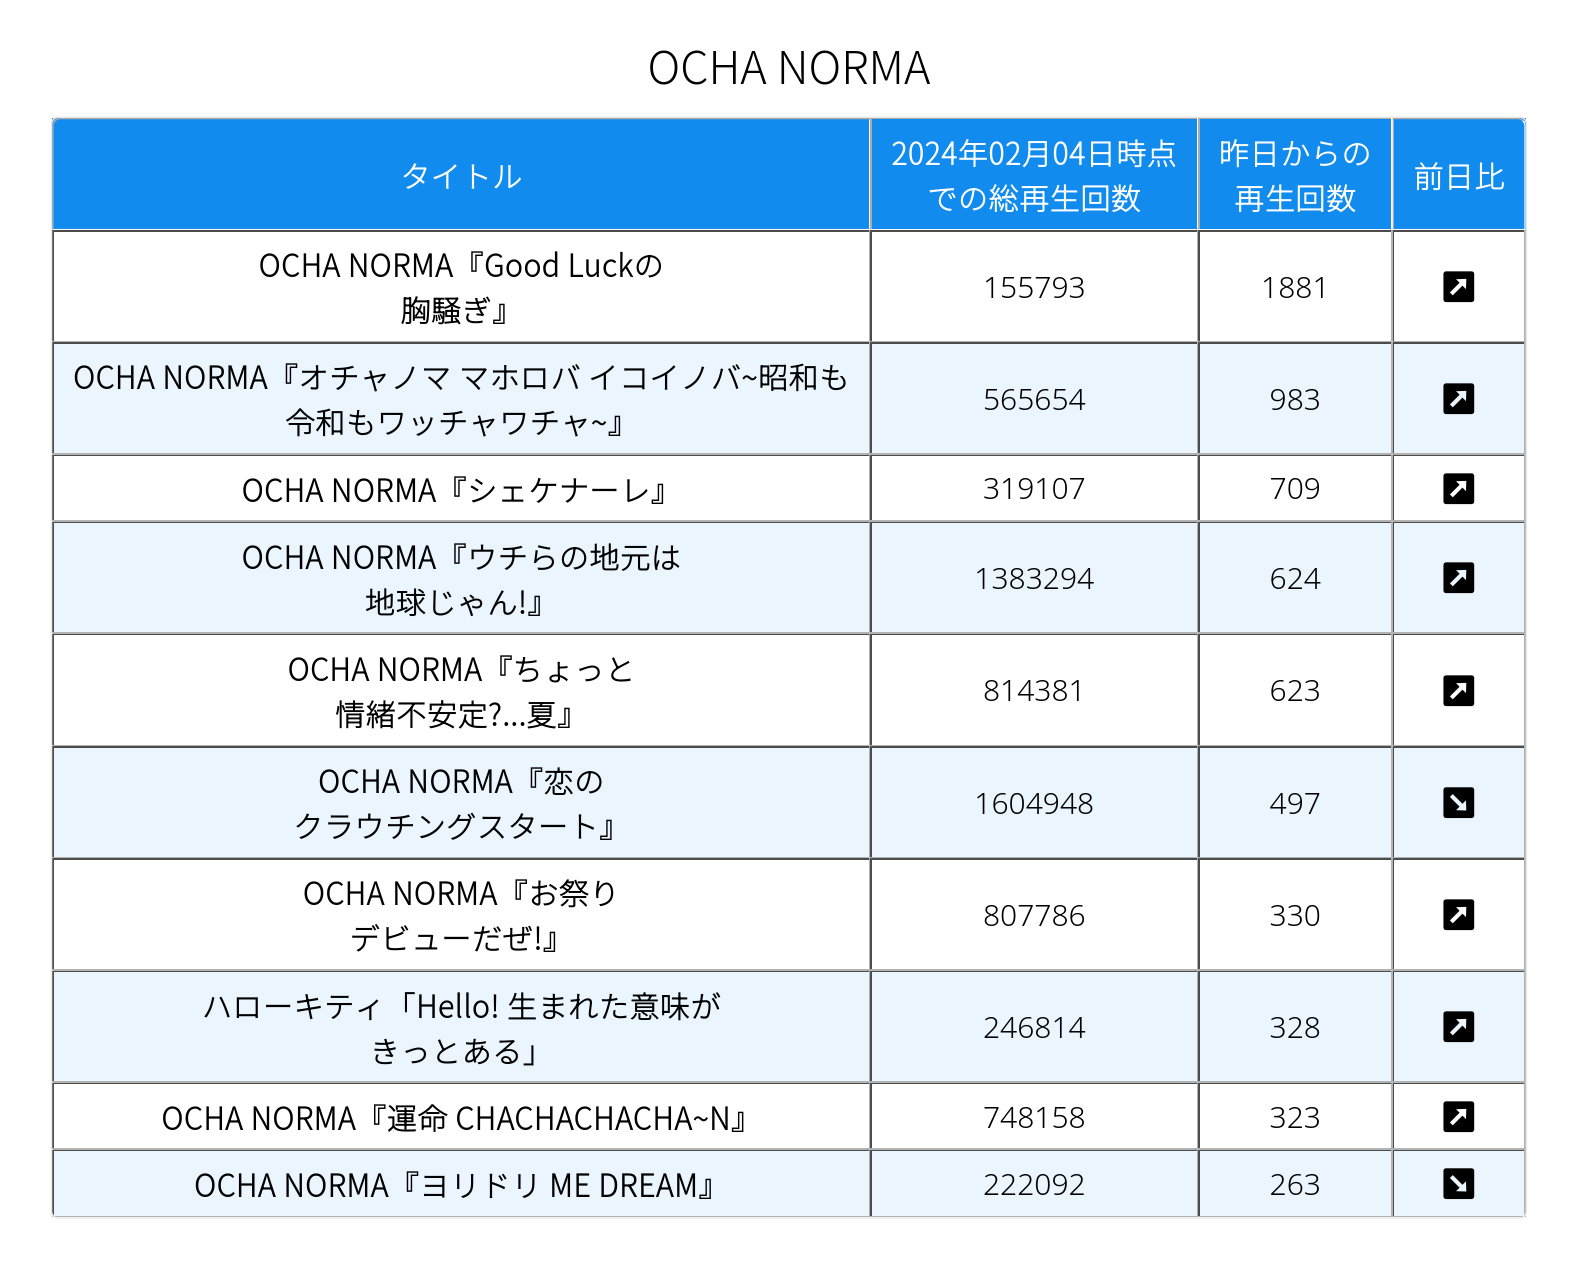 OCHA NORMA
タイトル
2024年02月04日時点
での総再生回数
昨日からの
再生回数
前日比
OCHA NORMA『Good Luckの
胸騒ぎ』
155793
1881
OCHA NORMA『オチャノマ マホロバ イコイノバ~昭和も
令和もワッチャワチャ~』
565654
983
OCHA NORMA『シェケナーレ』
319107
709
OCHA NORMA『ウチらの地元は
地球じゃん!』
1383294
624
OCHA NORMA『ちょっと
情緒不安定?...夏』
814381
623
OCHA NORMA『恋の
クラウチングスタート』
1604948
497
OCHA NORMA『お祭り
デビューだぜ!』
807786
330
ハローキティ「Hello! 生まれた意味が
きっとある」
246814
328
OCHA NORMA『運命 CHACHACHACHA~N』
748158
323
OCHA NORMA『ヨリドリ ME DREAM』
222092
263